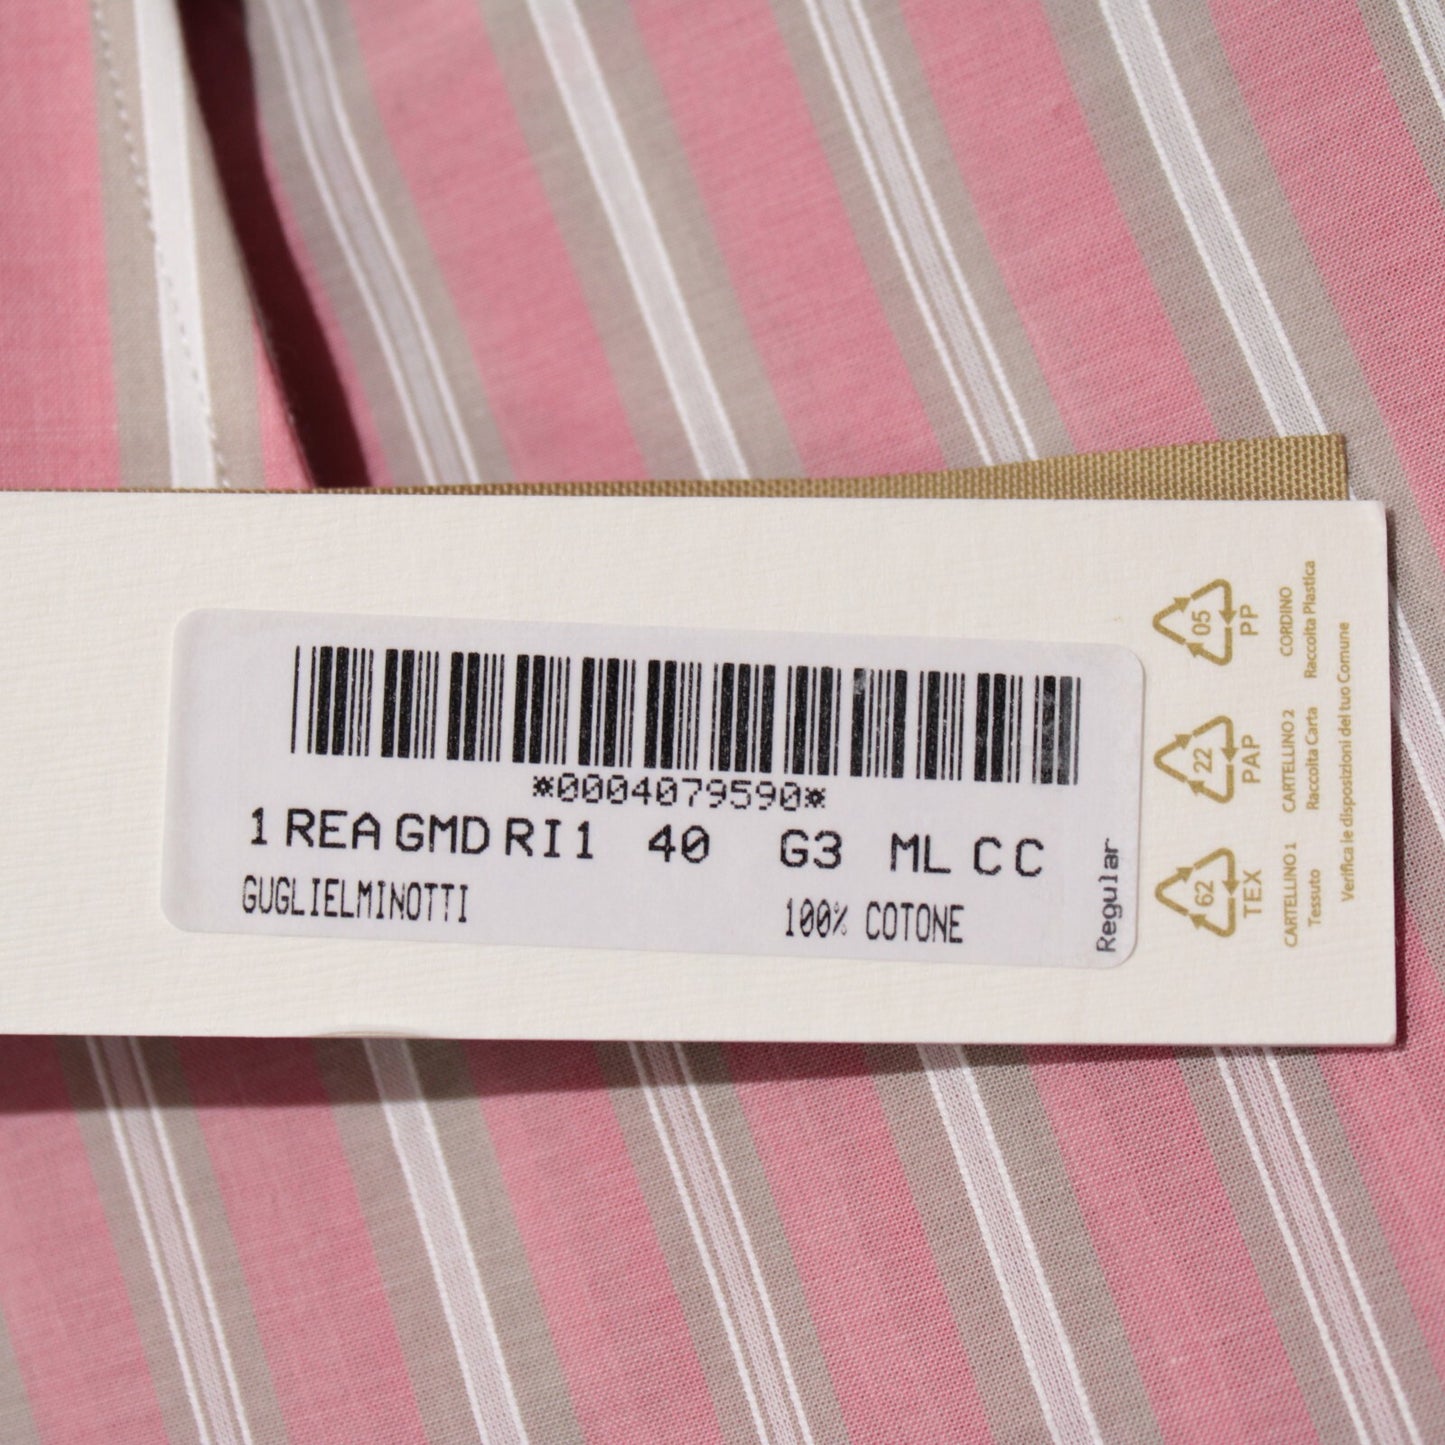 *0004079590*
1 REA GMD RI1 40 G3 ML C C
GUGLIELMINOTTI 100% COTONE
Regular
05
PP
CORDINO
Raccolta Plastica
22
PAP
CARTELLINO 2
Raccolta Carta
62
TEX
CARTELLINO 1
Tessuto
Verifica le disposizioni del tuo Comune